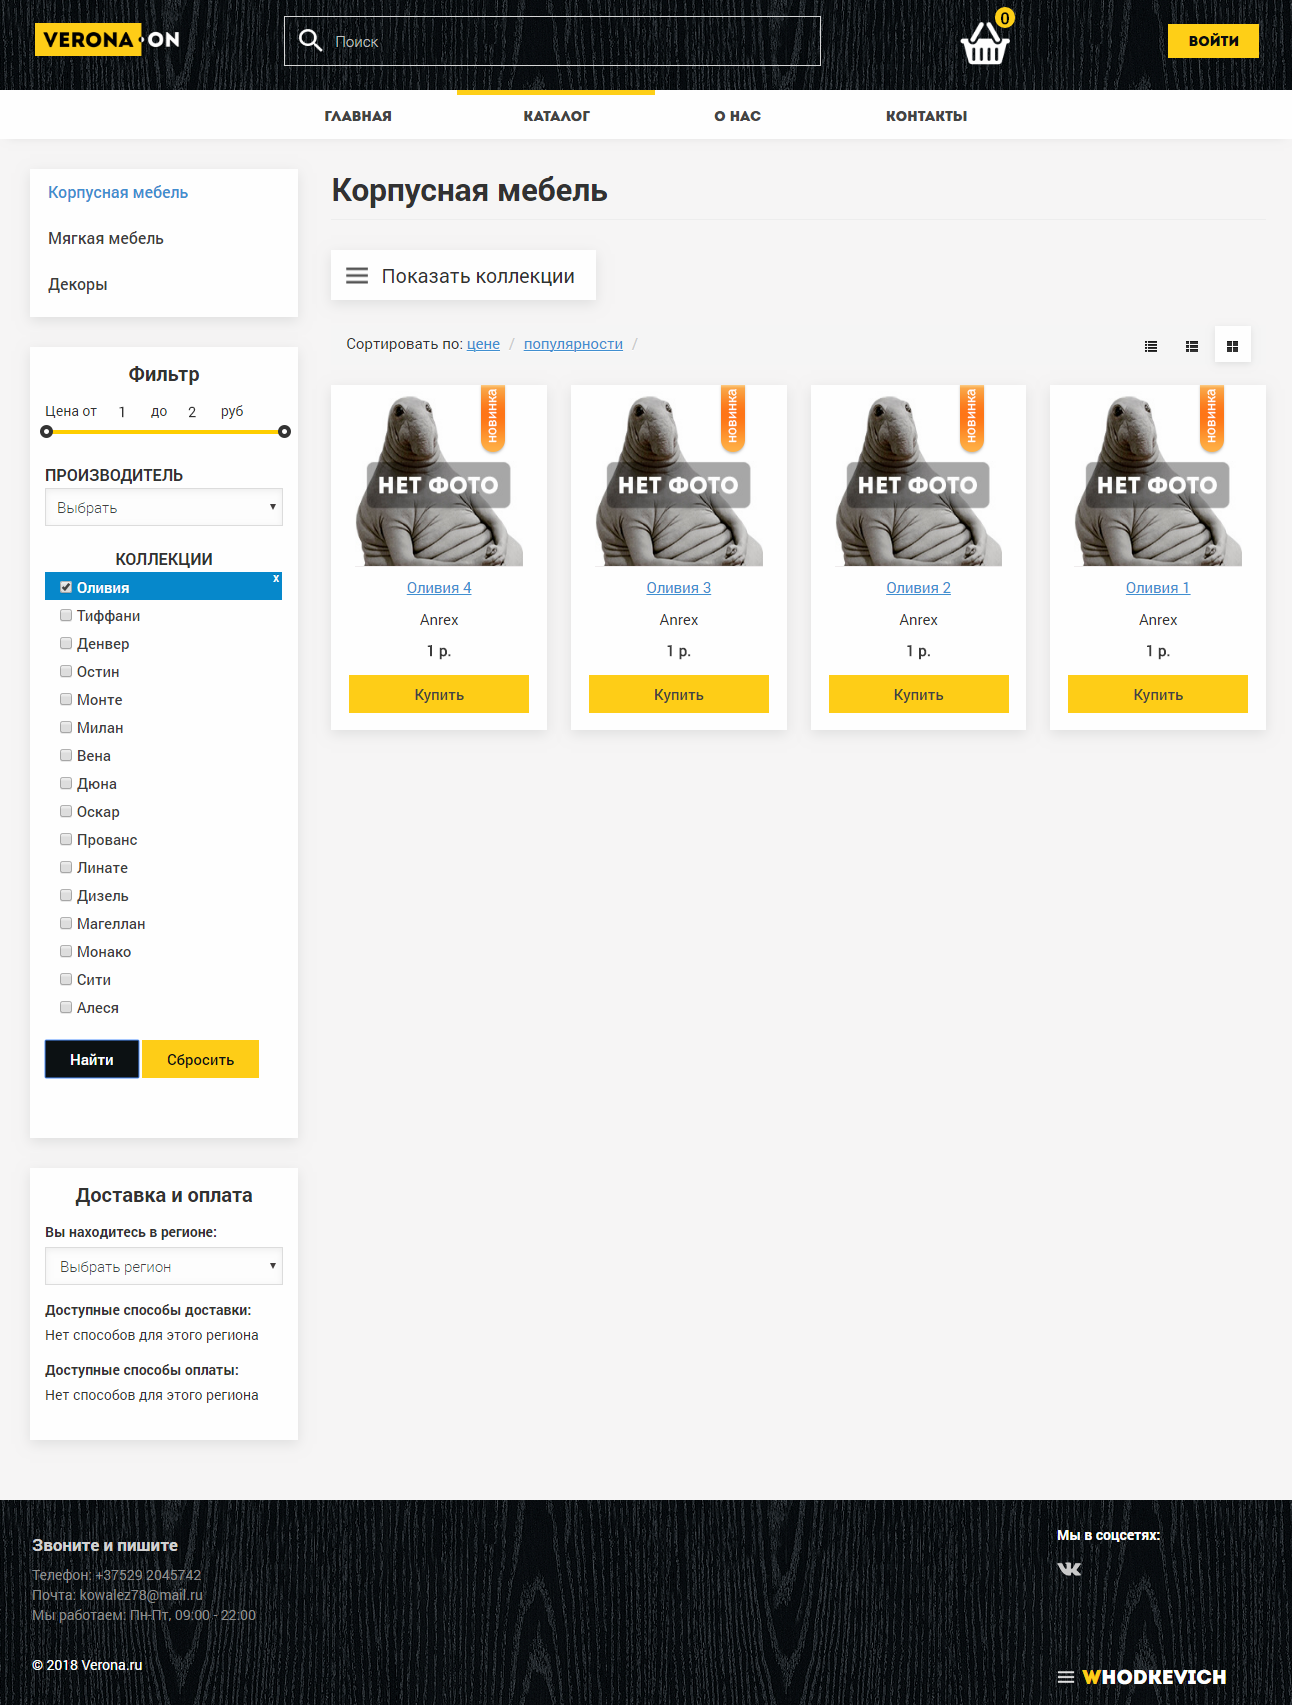 VERONA ON
Поиск
0
ВОЙТИ
ГЛАВНАЯ
КАТАЛОГ
О НАС
КОНТАКТЫ
Корпусная мебель
Мягкая мебель
Декоры
Фильтр
Цена от 1 до 2 руб
ПРОИЗВОДИТЕЛЬ
Выбрать
КОЛЛЕКЦИИ
Оливия x
Тиффани
Денвер
Остин
Монте
Милан
Вена
Дюна
Оскар
Прованс
Линате
Дизель
Магеллан
Монако
Сити
Алеся
Найти
Сбросить
Доставка и оплата
Вы находитесь в регионе:
Выбрать регион
Доступные способы доставки:
Нет способов для этого региона
Доступные способы оплаты:
Нет способов для этого региона
Корпусная мебель
Показать коллекции
Сортировать по: цене / популярности /
новинка
НЕТ ФОТО
Оливия 4
Anrex
1 р.
Купить
новинка
НЕТ ФОТО
Оливия 3
Anrex
1 р.
Купить
новинка
НЕТ ФОТО
Оливия 2
Anrex
1 р.
Купить
новинка
НЕТ ФОТО
Оливия 1
Anrex
1 р.
Купить
Звоните и пишите
Телефон: +37529 2045742
Почта: kowalez78@mail.ru
Мы работаем: Пн-Пт, 09:00 - 22:00
© 2018 Verona.ru
Мы в соцсетях:
WHODKEVICH